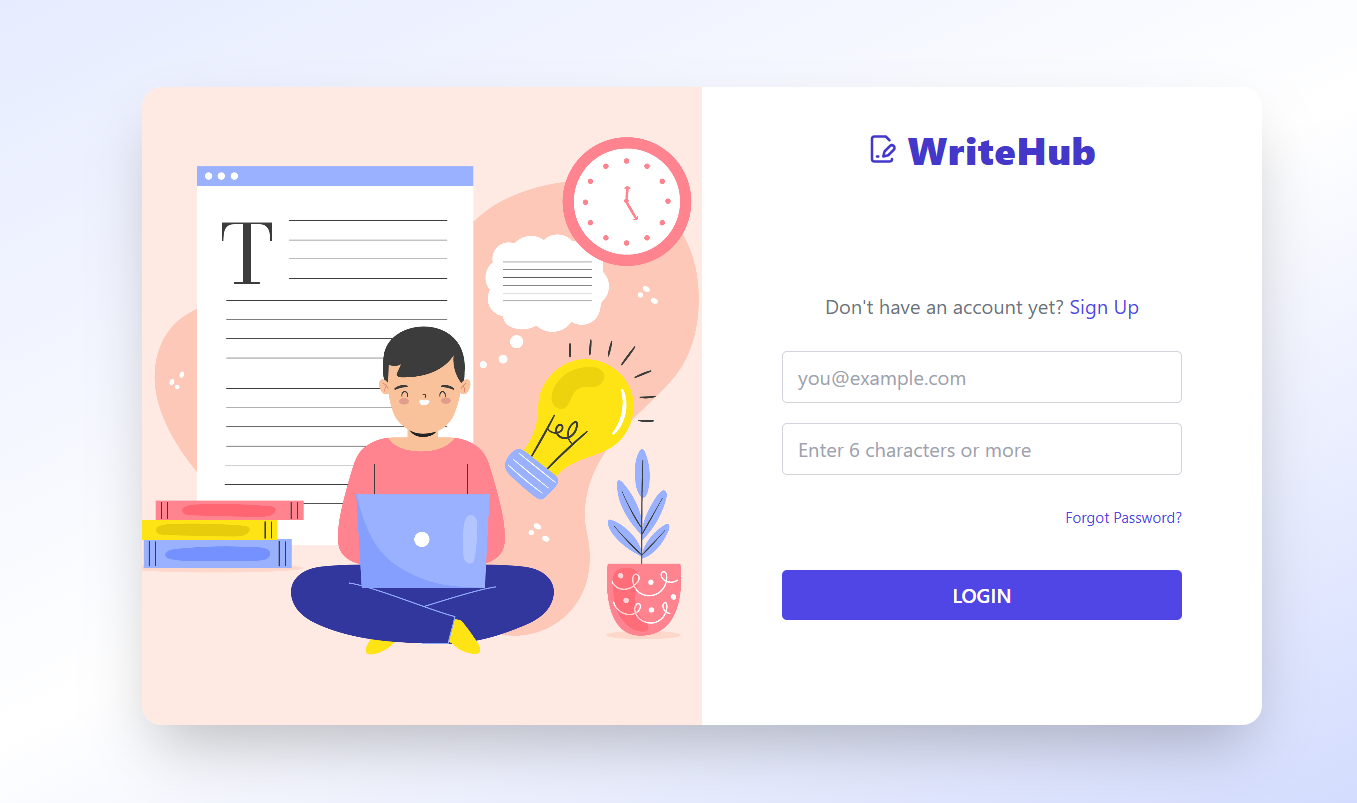 T
WriteHub
Don't have an account yet? Sign Up
you@example.com
Enter 6 characters or more
Forgot Password?
LOGIN